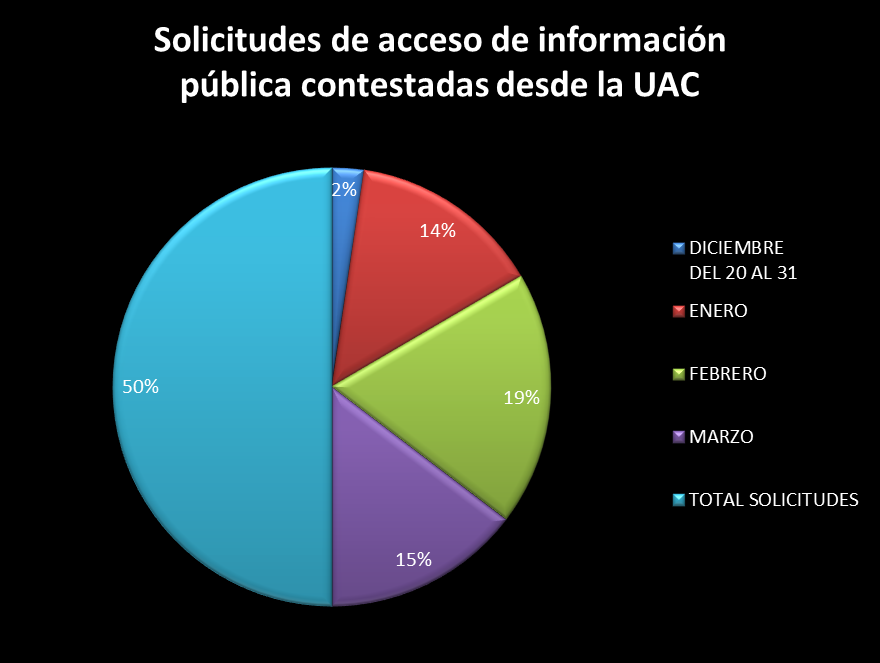 Solicitudes de acceso de información
pública contestadas desde la UAC
2%
14%
19%
15%
50%
DICIEMBRE
DEL 20 AL 31
ENERO
FEBRERO
MARZO
TOTAL SOLICITUDES